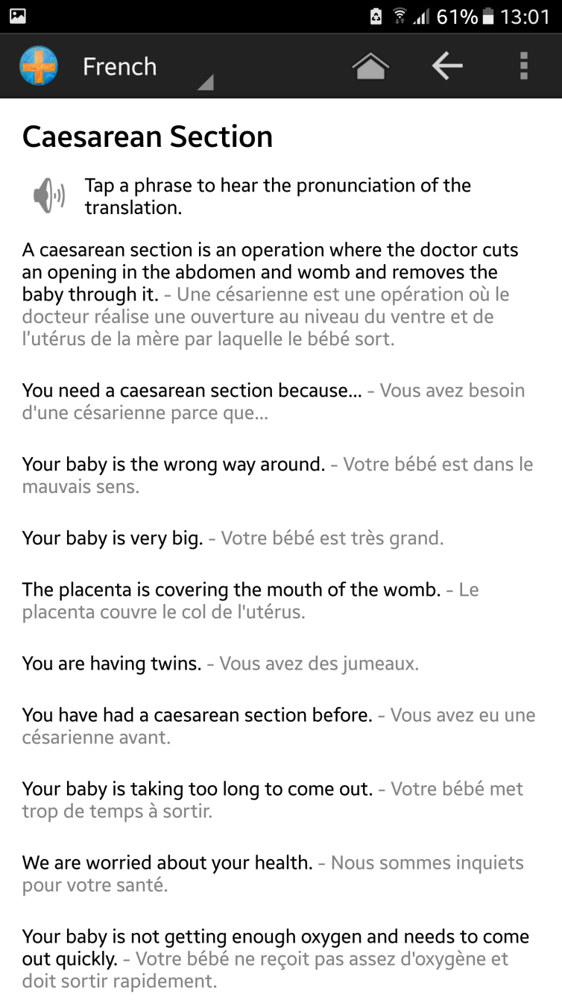 61% 13:01
French
Caesarean Section
Tap a phrase to hear the pronunciation of the
translation.
A caesarean section is an operation where the doctor cuts
an opening in the abdomen and womb and removes the
baby through it. - Une césarienne est une opération où le
docteur réalise une ouverture au niveau du ventre et de
l'utérus de la mère par laquelle le bébé sort.
You need a caesarean section because... - Vous avez besoin
d'une césarienne parce que...
Your baby is the wrong way around. - Votre bébé est dans le
mauvais sens.
Your baby is very big. - Votre bébé est très grand.
The placenta is covering the mouth of the womb. - Le
placenta couvre le col de l'utérus.
You are having twins. - Vous avez des jumeaux.
You have had a caesarean section before. - Vous avez eu une
césarienne avant.
Your baby is taking too long to come out. - Votre bébé met
trop de temps à sortir.
We are worried about your health. - Nous sommes inquiets
pour votre santé.
Your baby is not getting enough oxygen and needs to come
out quickly. - Votre bébé ne reçoit pas assez d'oxygène et
doit sortir rapidement.